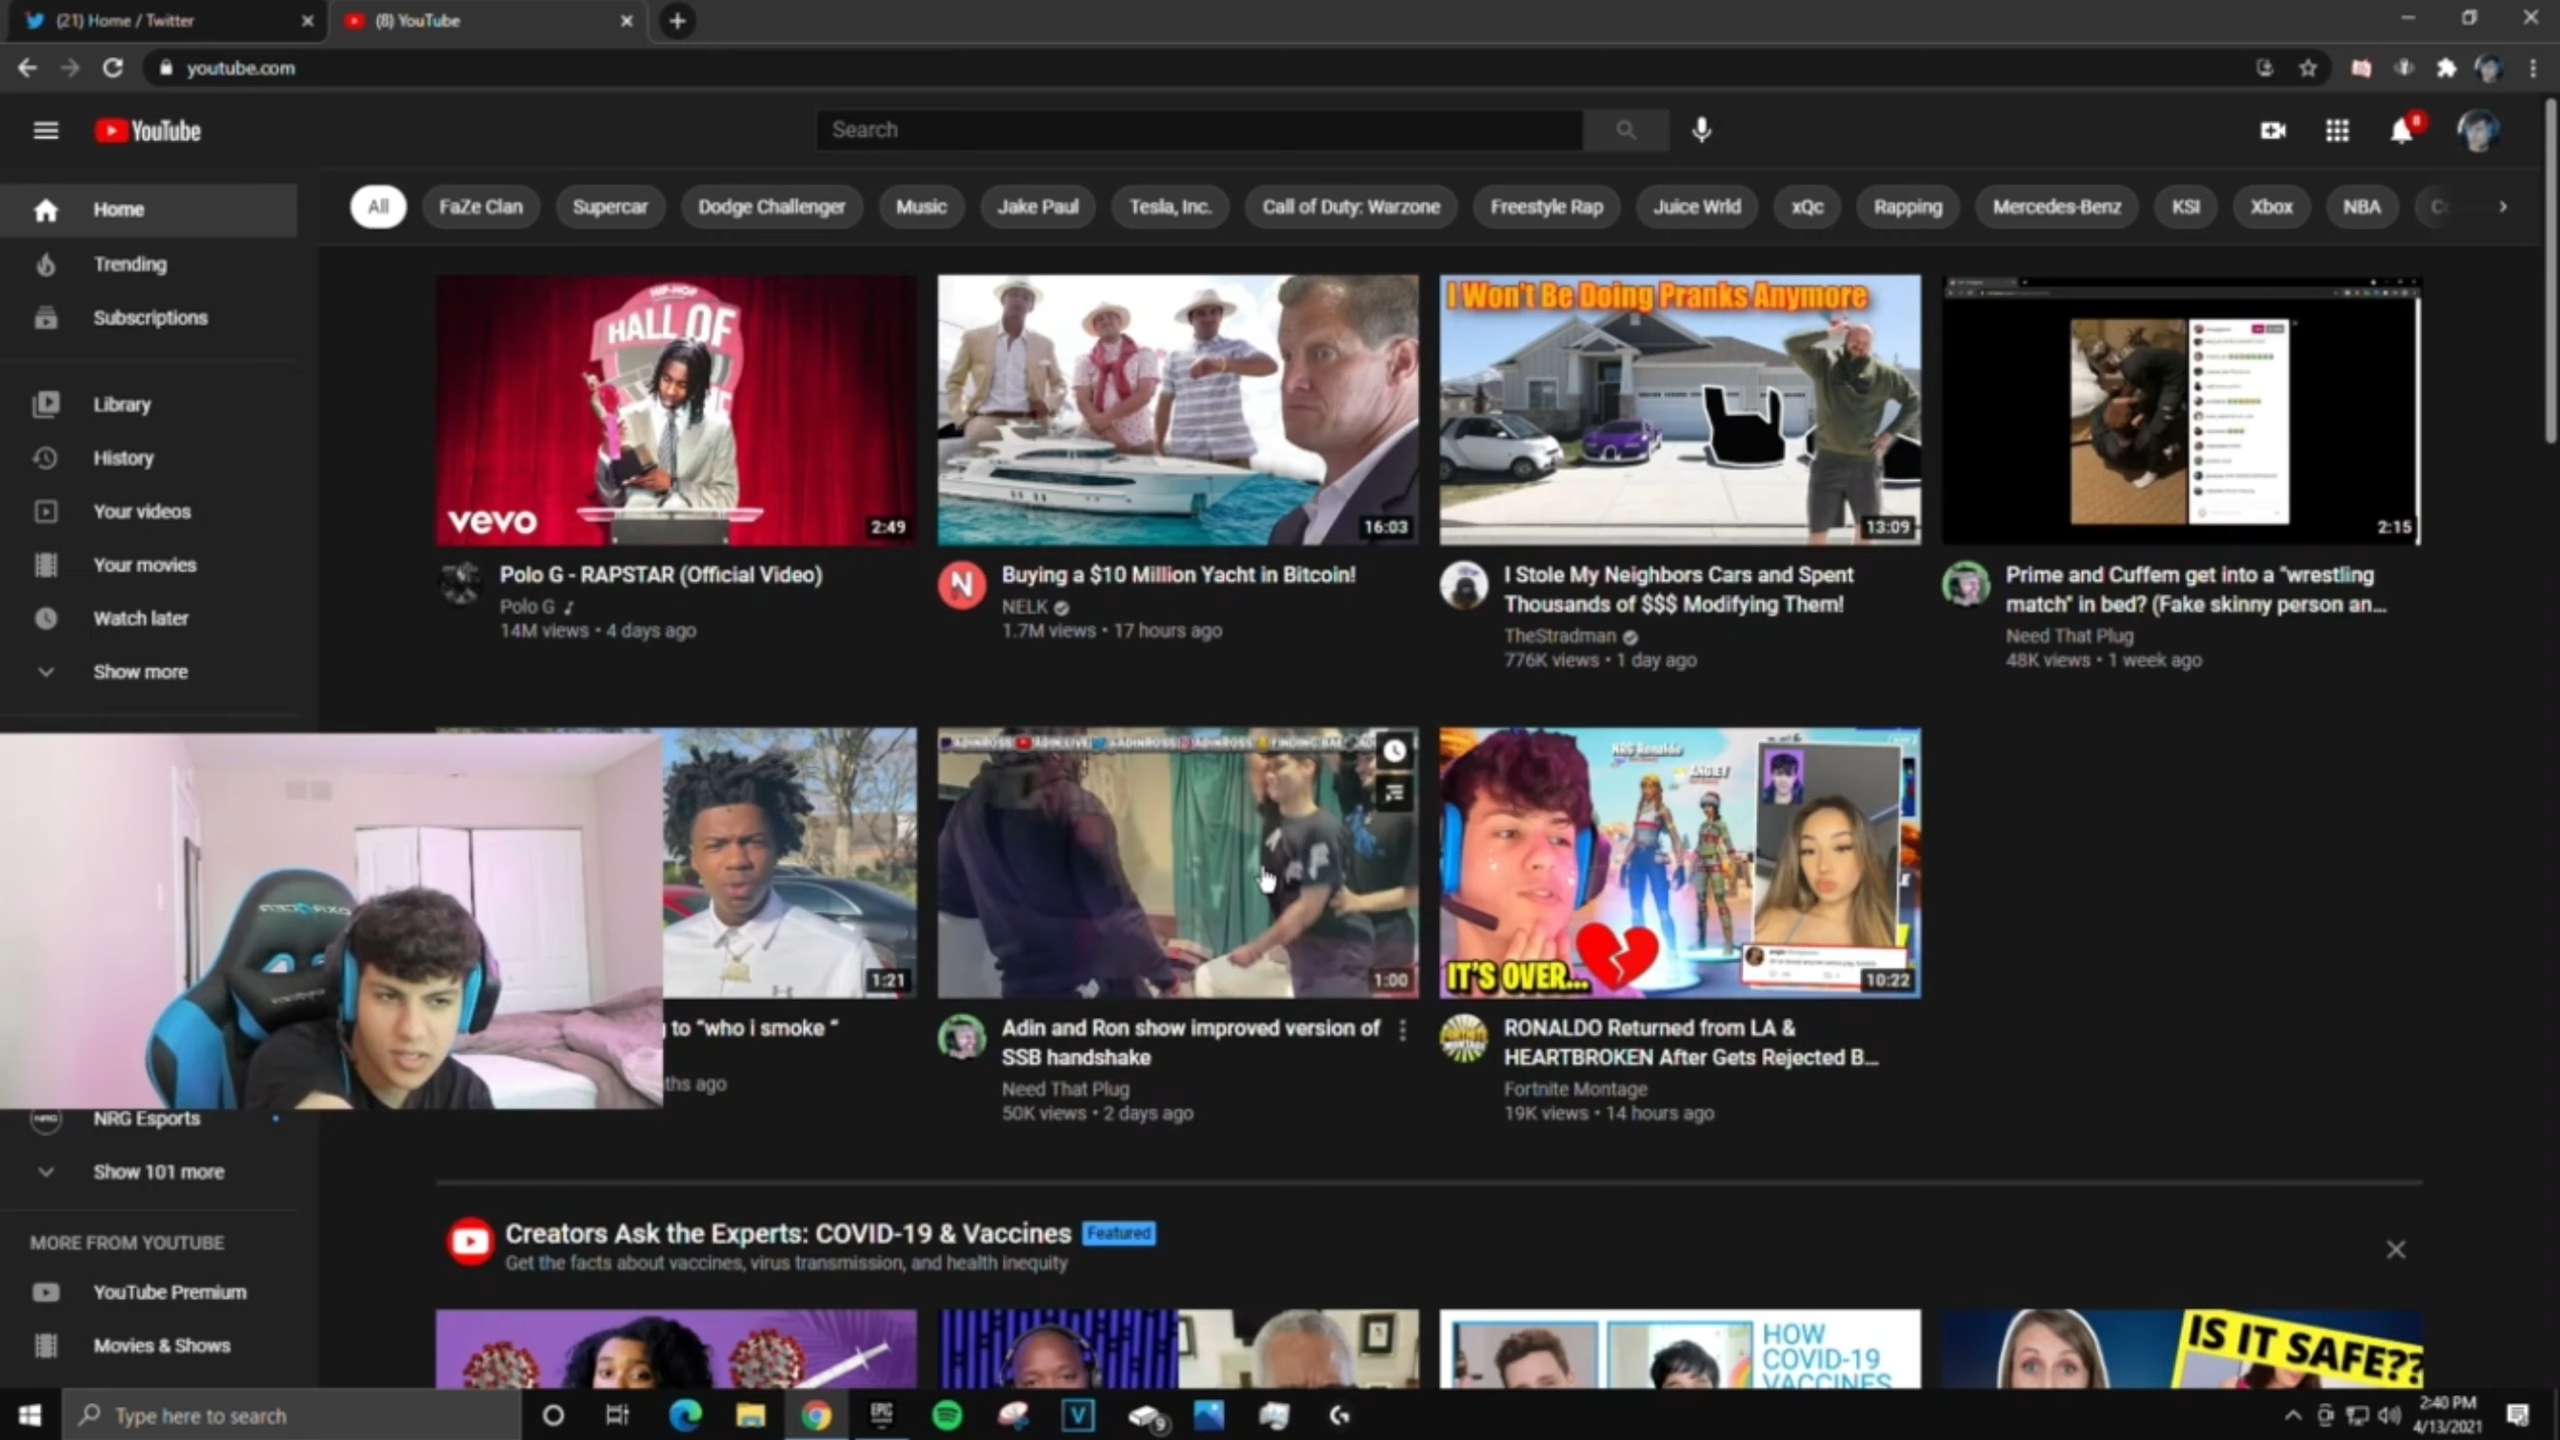 (21) Home / Twitter
(8) YouTube
youtube.com
YouTube
Search
8
Home
Trending
Subscriptions
Library
History
Your videos
Your movies
Watch later
Show more
All
FaZe Clan
Supercar
Dodge Challenger
Music
Jake Paul
Tesla, Inc.
Call of Duty: Warzone
Freestyle Rap
Juice Wrld
xQc
Rapping
Mercedes-Benz
KSI
Xbox
NBA
HIP-HOP
HALL OF
vevo
2:49
Polo G - RAPSTAR (Official Video)
Polo G
14M views • 4 days ago
16:03
N
Buying a $10 Million Yacht in Bitcoin!
NELK
1.7M views • 17 hours ago
I Won't Be Doing Pranks Anymore
13:09
I Stole My Neighbors Cars and Spent
Thousands of $$$ Modifying Them!
TheStradman
776K views • 1 day ago
2:15
Prime and Cuffem get into a "wrestling
match" in bed? (Fake skinny person an...
Need That Plug
48K views • 1 week ago
1:21
to "who i smoke "
ths ago
1:00
Adin and Ron show improved version of
SSB handshake
Need That Plug
50K views • 2 days ago
NRG Ronaldo
IT'S OVER...
10:22
RONALDO Returned from LA &
HEARTBROKEN After Gets Rejected B...
Fortnite Montage
19K views • 14 hours ago
NRG Esports
Show 101 more
MORE FROM YOUTUBE
YouTube Premium
Movies & Shows
Creators Ask the Experts: COVID-19 & Vaccines
Featured
Get the facts about vaccines, virus transmission, and health inequity
HOW
COVID-19
VACCINES
IS IT SAFE??
Type here to search
EPIC
V
9
2:40 PM
4/13/2021